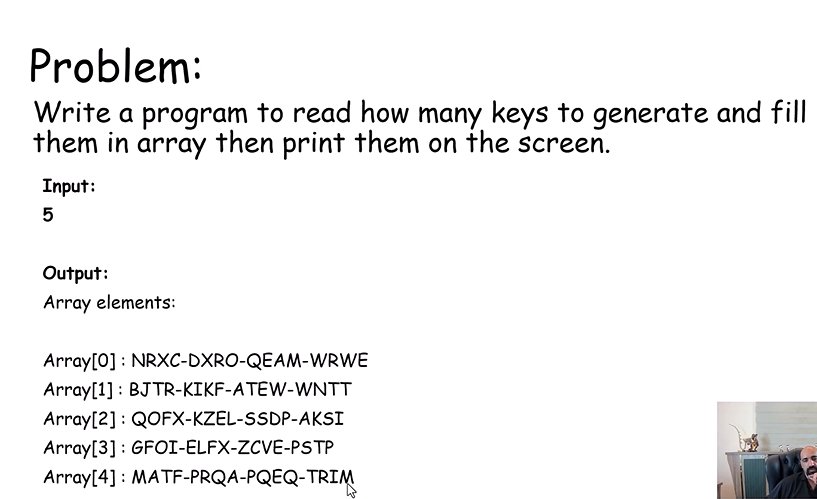 Problem:
Write a program to read how many keys to generate and fill
them in array then print them on the screen.
Input:
5
Output:
Array elements:
Array[0] : NRXC-DXRO-QEAM-WRWE
Array[1] : BJTR-KIKF-ATEW-WNTT
Array[2] : QOFX-KZEL-SSDP-AKSI
Array[3] : GFOI-ELFX-ZCVE-PSTP
Array[4] : MATF-PRQA-PQEQ-TRIM